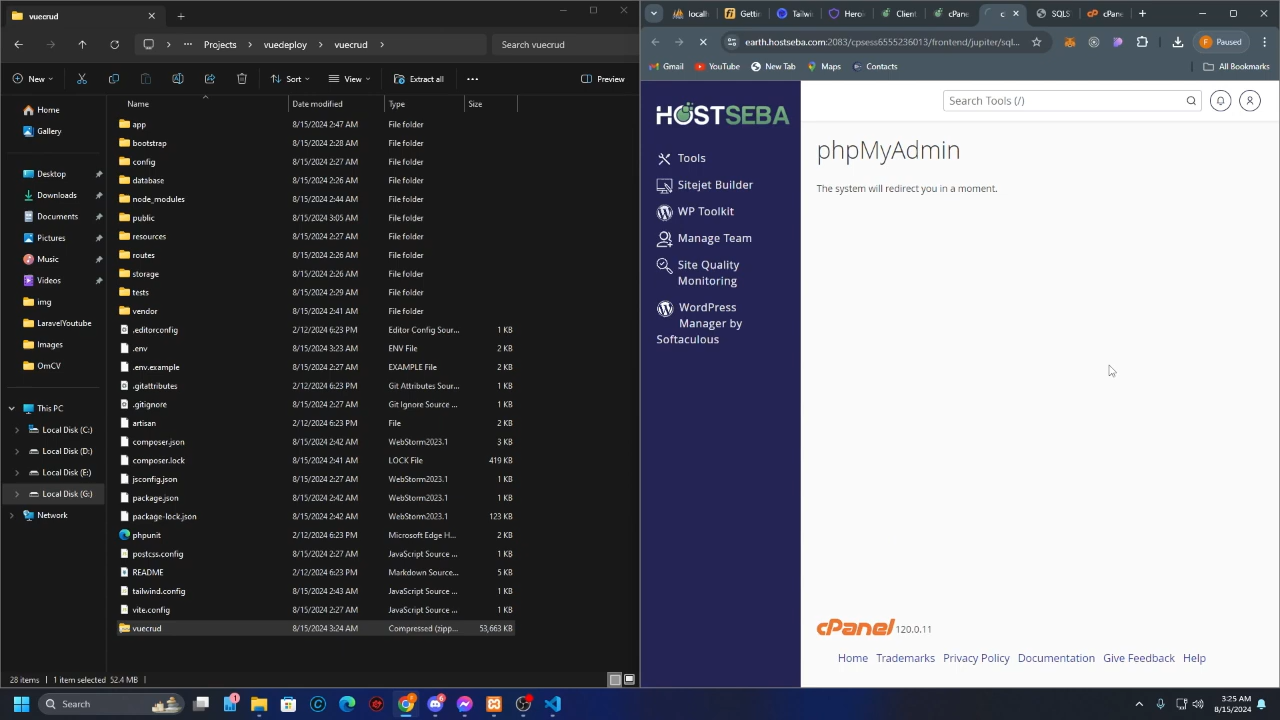 vuecrud
Projects > vuedeploy > vuecrud >
Search vuecrud
New
Sort
View
Extract all
Preview
Home
Gallery
Desktop
Downloads
Documents
Pictures
Music
Videos
img
LaravelYoutube
Images
OmCV
This PC
Local Disk (C:)
Local Disk (D:)
Local Disk (E:)
Local Disk (G:)
Network
Name Date modified Type Size
app 8/15/2024 2:47 AM File folder
bootstrap 8/15/2024 2:28 AM File folder
config 8/15/2024 2:27 AM File folder
database 8/15/2024 2:26 AM File folder
node_modules 8/15/2024 2:44 AM File folder
public 8/15/2024 3:05 AM File folder
resources 8/15/2024 2:27 AM File folder
routes 8/15/2024 2:26 AM File folder
storage 8/15/2024 2:26 AM File folder
tests 8/15/2024 2:29 AM File folder
vendor 8/15/2024 2:41 AM File folder
.editorconfig 2/12/2024 6:23 PM Editor Config Sour... 1 KB
.env 8/15/2024 3:23 AM ENV File 2 KB
.env.example 8/15/2024 2:27 AM EXAMPLE File 2 KB
.gitattributes 2/12/2024 6:23 PM Git Attributes Sour... 1 KB
.gitignore 8/15/2024 2:27 AM Git Ignore Source ... 1 KB
artisan 2/12/2024 6:23 PM File 2 KB
composer.json 8/15/2024 2:42 AM WebStorm2023.1 3 KB
composer.lock 8/15/2024 2:41 AM LOCK File 419 KB
jsconfig.json 8/15/2024 2:27 AM WebStorm2023.1 1 KB
package.json 8/15/2024 2:42 AM WebStorm2023.1 1 KB
package-lock.json 8/15/2024 2:42 AM WebStorm2023.1 123 KB
phpunit 2/12/2024 6:23 PM Microsoft Edge H... 2 KB
postcss.config 8/15/2024 2:27 AM JavaScript Source ... 1 KB
README 2/12/2024 6:23 PM Markdown Source... 5 KB
tailwind.config 8/15/2024 2:43 AM JavaScript Source ... 1 KB
vite.config 8/15/2024 2:27 AM JavaScript Source ... 1 KB
vuecrud 8/15/2024 3:24 AM Compressed (zipp... 53,663 KB
28 items 1 item selected 52.4 MB
locall
Gettin
Tailwi
Hero
Client
cPane
c
SQLS
cPane
earth.hostseba.com:2083/cpsess6555236013/frontend/jupiter/sql...
F Paused
Gmail
YouTube
New Tab
Maps
Contacts
All Bookmarks
HOSTSEBA
Tools
Sitejet Builder
WP Toolkit
Manage Team
Site Quality
Monitoring
WordPress
Manager by
Softaculous
Search Tools (/)
phpMyAdmin
The system will redirect you in a moment.
cPanel 120.0.11
Home Trademarks Privacy Policy Documentation Give Feedback Help
Search
3:25 AM
8/15/2024